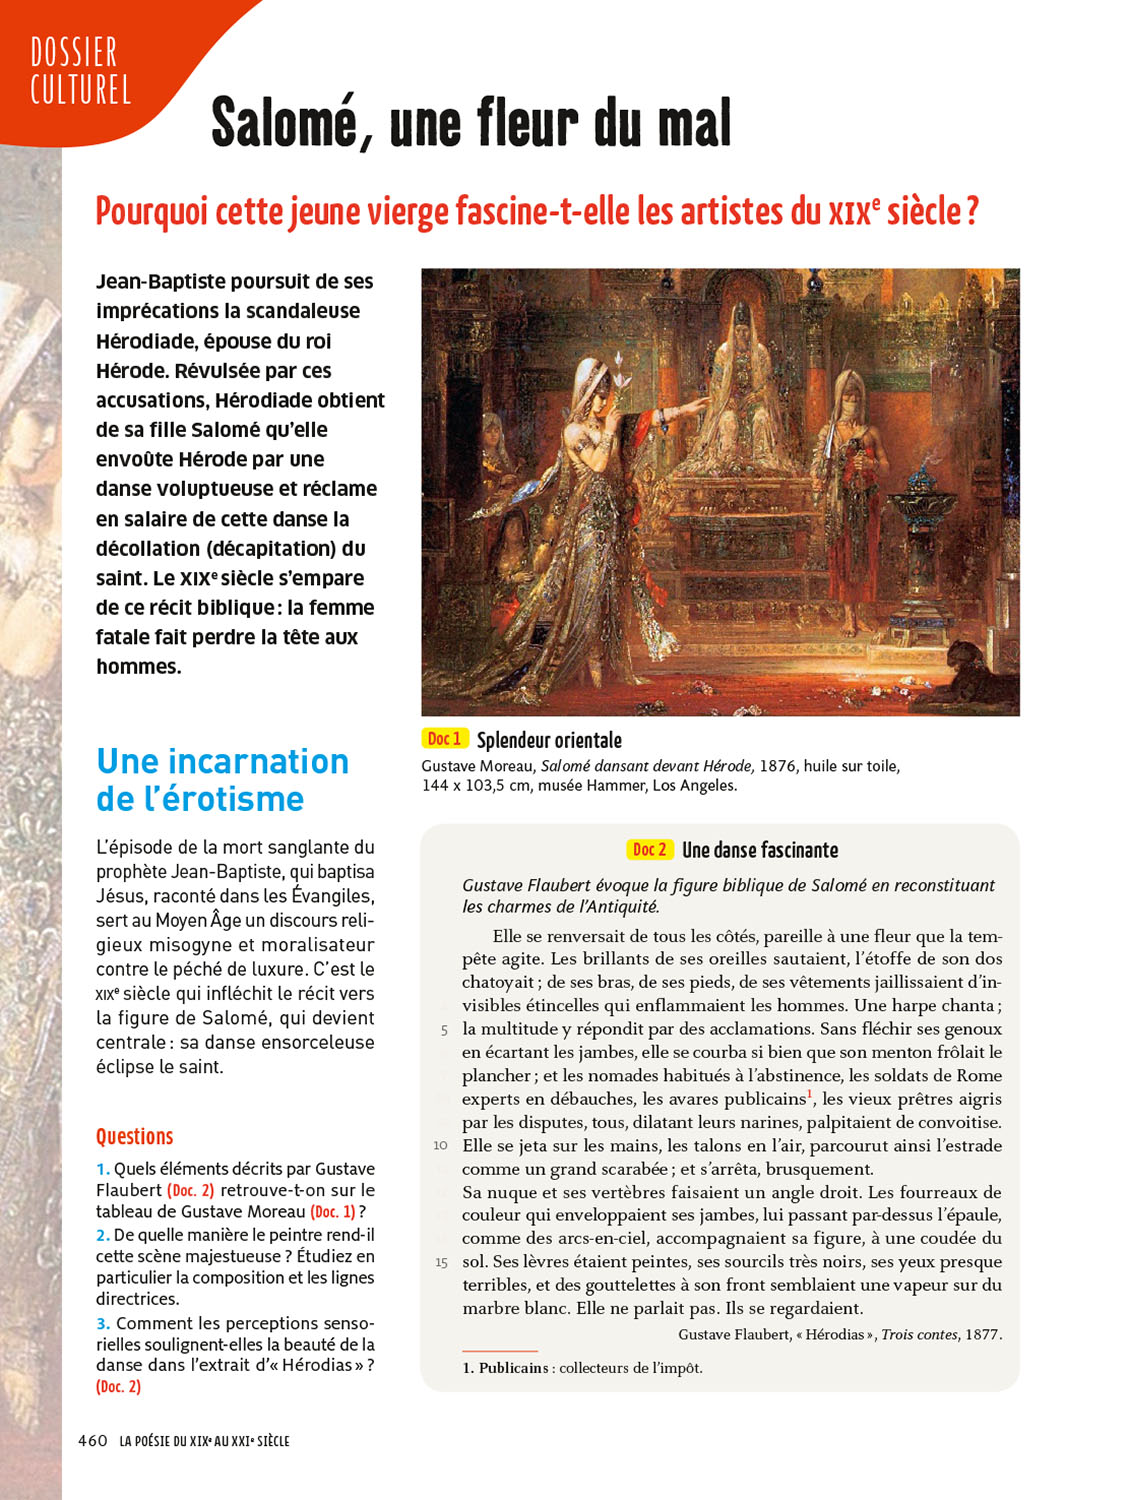 DOSSIER
CULTUREL
Salomé, une fleur du mal
Pourquoi cette jeune vierge fascine-t-elle les artistes du XIXe siècle ?
Jean-Baptiste poursuit de ses
imprécations la scandaleuse
Hérodiade, épouse du roi
Hérode. Révulsée par ces
accusations, Hérodiade obtient
de sa fille Salomé qu’elle
envoûte Hérode par une
danse voluptueuse et réclame
en salaire de cette danse la
décollation (décapitation) du
saint. Le XIXe siècle s’empare
de ce récit biblique : la femme
fatale fait perdre la tête aux
hommes.
Une incarnation
de l’érotisme
L’épisode de la mort sanglante du
prophète Jean-Baptiste, qui baptisa
Jésus, raconté dans les Évangiles,
sert au Moyen Âge un discours reli-
gieux misogyne et moralisateur
contre le péché de luxure. C’est le
XIXe siècle qui infléchit le récit vers
la figure de Salomé, qui devient
centrale : sa danse ensorceleuse
éclipse le saint.
Questions
1. Quels éléments décrits par Gustave
Flaubert (Doc. 2) retrouve-t-on sur le
tableau de Gustave Moreau (Doc. 1) ?
2. De quelle manière le peintre rend-il
cette scène majestueuse ? Étudiez en
particulier la composition et les lignes
directrices.
3. Comment les perceptions senso-
rielles soulignent-elles la beauté de la
danse dans l’extrait d’« Hérodias » ?
(Doc. 2)
Doc 1 Splendeur orientale
Gustave Moreau, Salomé dansant devant Hérode, 1876, huile sur toile,
144 x 103,5 cm, musée Hammer, Los Angeles.
Doc 2 Une danse fascinante
Gustave Flaubert évoque la figure biblique de Salomé en reconstituant
les charmes de l’Antiquité.
Elle se renversait de tous les côtés, pareille à une fleur que la tem-
pête agite. Les brillants de ses oreilles sautaient, l’étoffe de son dos
chatoyait ; de ses bras, de ses pieds, de ses vêtements jaillissaient d’in-
visibles étincelles qui enflammaient les hommes. Une harpe chanta ;
5 la multitude y répondit par des acclamations. Sans fléchir ses genoux
en écartant les jambes, elle se courba si bien que son menton frôlait le
plancher ; et les nomades habitués à l’abstinence, les soldats de Rome
experts en débauches, les avares publicains1, les vieux prêtres aigris
par les disputes, tous, dilatant leurs narines, palpitaient de convoitise.
10 Elle se jeta sur les mains, les talons en l’air, parcourut ainsi l’estrade
comme un grand scarabée ; et s’arrêta, brusquement.
Sa nuque et ses vertèbres faisaient un angle droit. Les fourreaux de
couleur qui enveloppaient ses jambes, lui passant par-dessus l’épaule,
comme des arcs-en-ciel, accompagnaient sa figure, à une coudée du
15 sol. Ses lèvres étaient peintes, ses sourcils très noirs, ses yeux presque
terribles, et des gouttelettes à son front semblaient une vapeur sur du
marbre blanc. Elle ne parlait pas. Ils se regardaient.
Gustave Flaubert, « Hérodias », Trois contes, 1877.
1. Publicains : collecteurs de l’impôt.
460 LA POÉSIE DU XIXe AU XXIe SIÈCLE